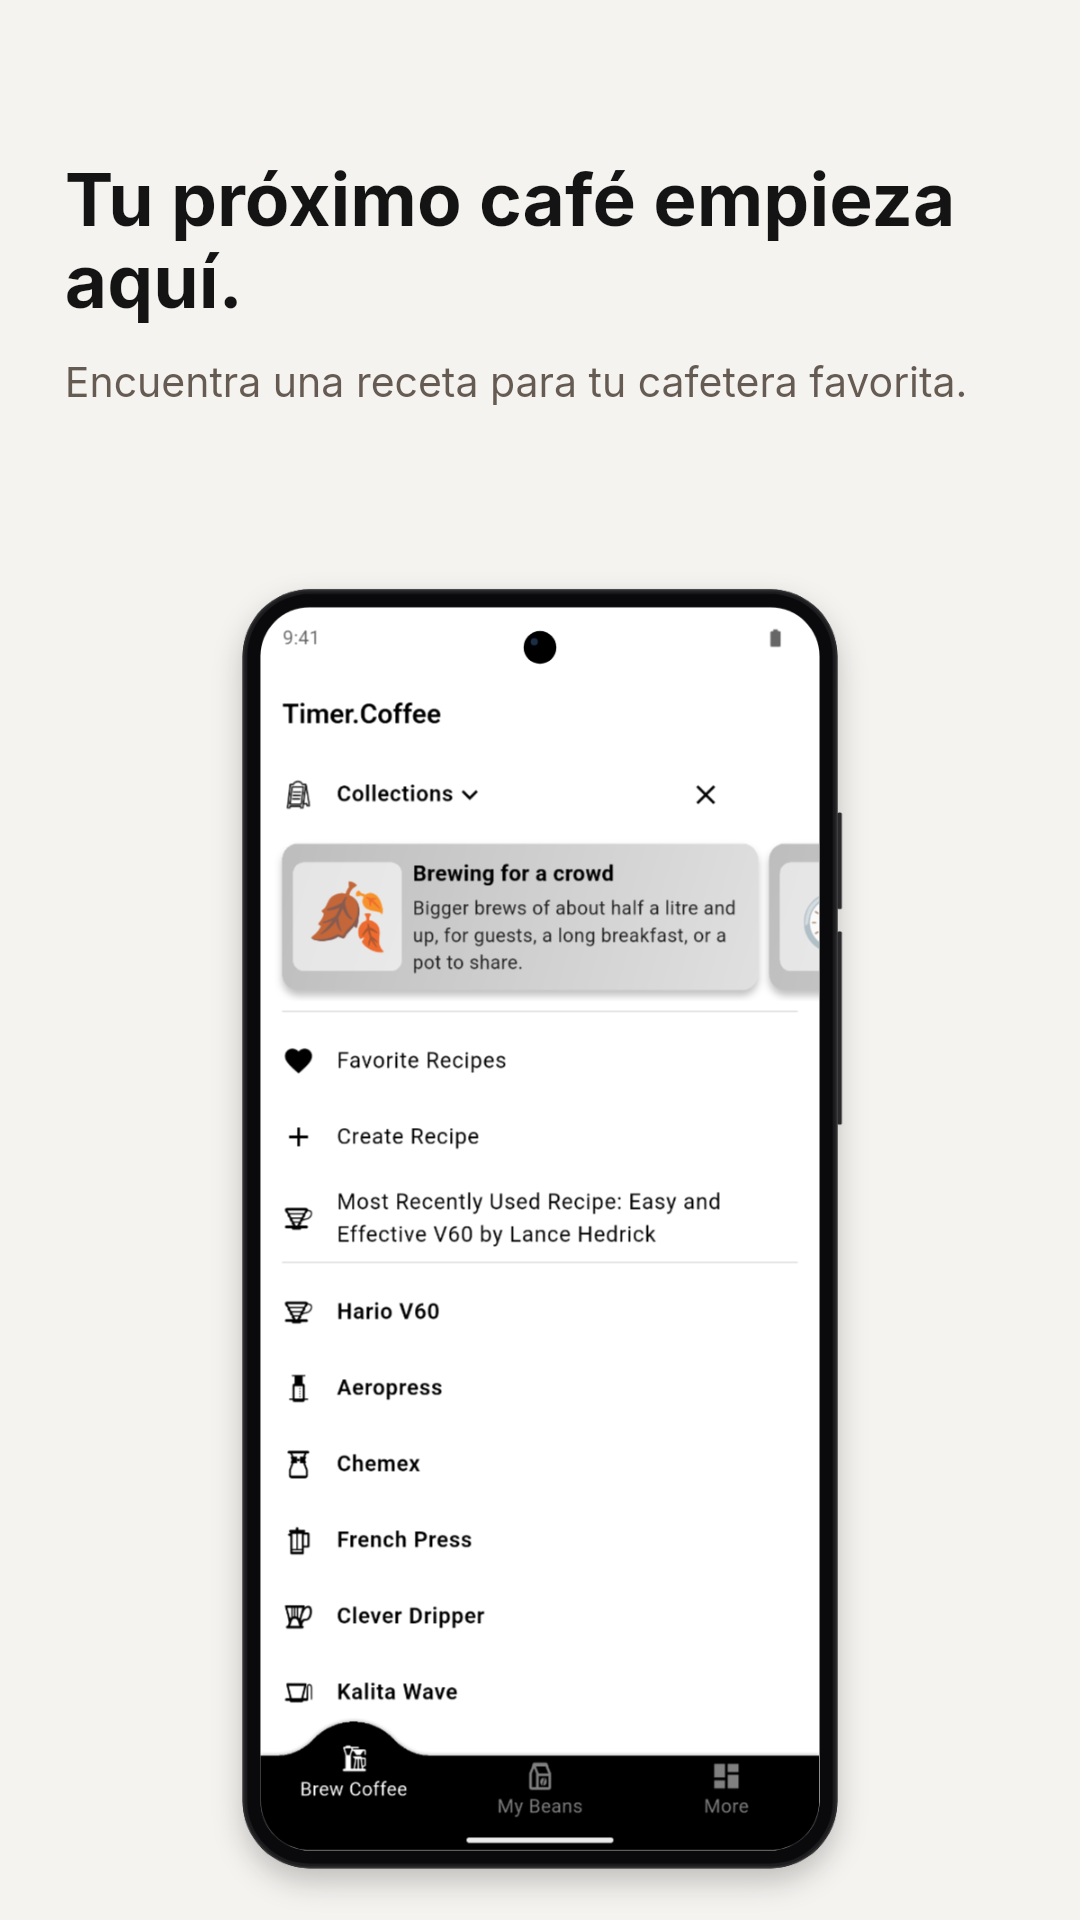 Tu próximo café empieza
aquí.
Encuentra una receta para tu cafetera favorita.
9:41
Timer.Coffee
Collections
Brewing for a crowd
Bigger brews of about half a litre and
up, for guests, a long breakfast, or a
pot to share.
Favorite Recipes
Create Recipe
Most Recently Used Recipe: Easy and
Effective V60 by Lance Hedrick
Hario V60
Aeropress
Chemex
French Press
Clever Dripper
Kalita Wave
Brew Coffee
My Beans
More